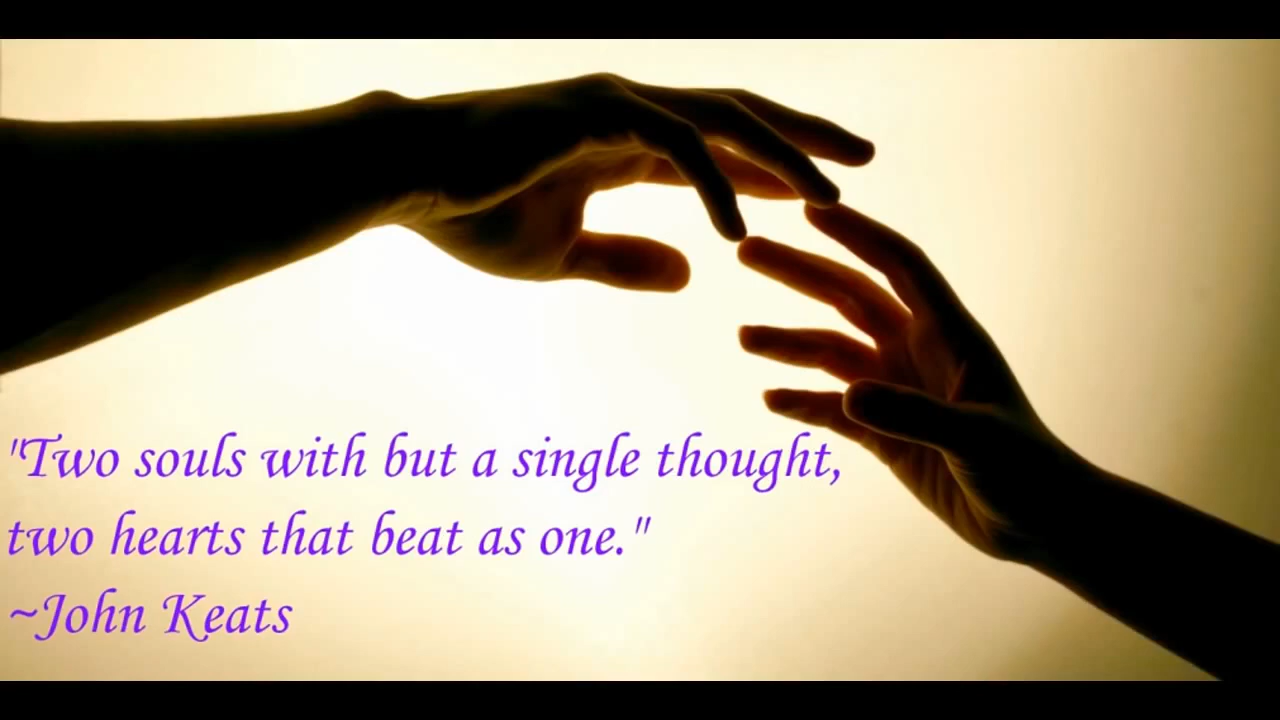 "Two souls with but a single thought,
two hearts that beat as one."
~John Keats